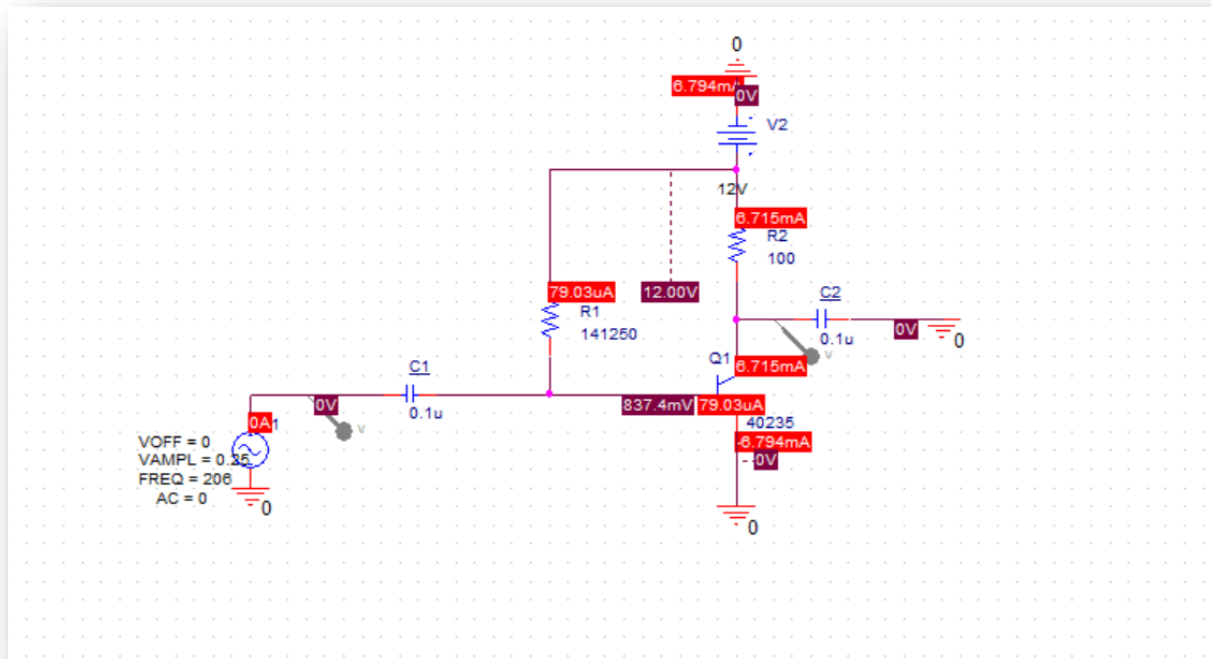 0
6.794mA
0V
V2
12V
6.715mA
R2
100
79.03uA
12.00V
R1
141250
C2
0V
0.1u
0
v
Q1
6.715mA
C1
0.1u
0V
v
837.4mV
79.03uA
40235
0A
1
-6.794mA
0V
VOFF = 0
VAMPL = 0.25
FREQ = 206
AC = 0
0
0